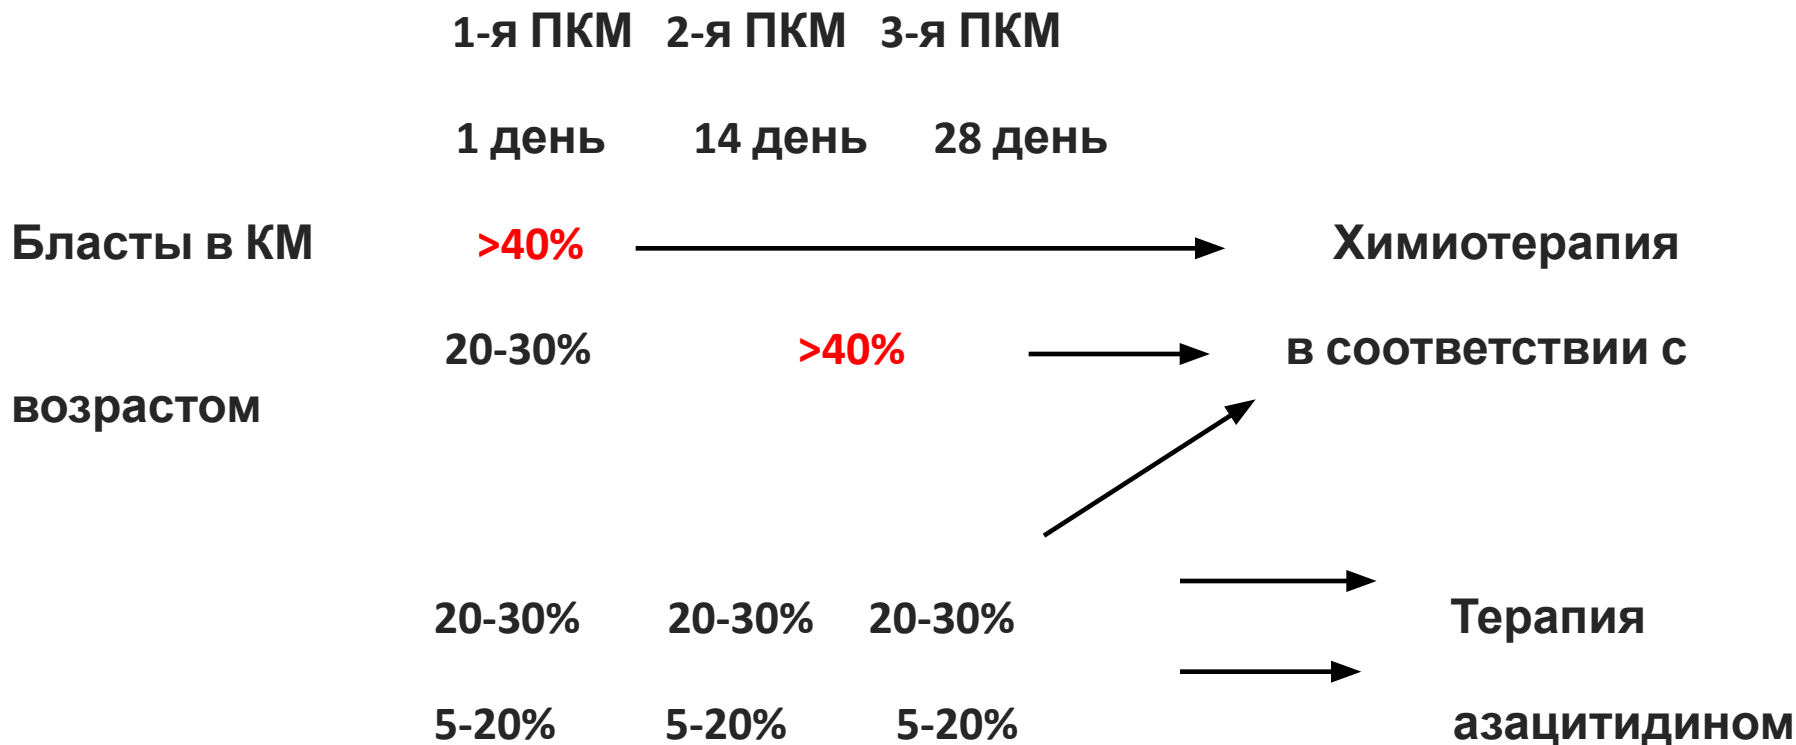 1-я ПКМ 2-я ПКМ 3-я ПКМ
1 день 14 день 28 день
Бласты в КМ >40% Химиотерапия
20-30% >40% в соответствии с
возрастом
20-30% 20-30% 20-30% Терапия
5-20% 5-20% 5-20% азацитидином